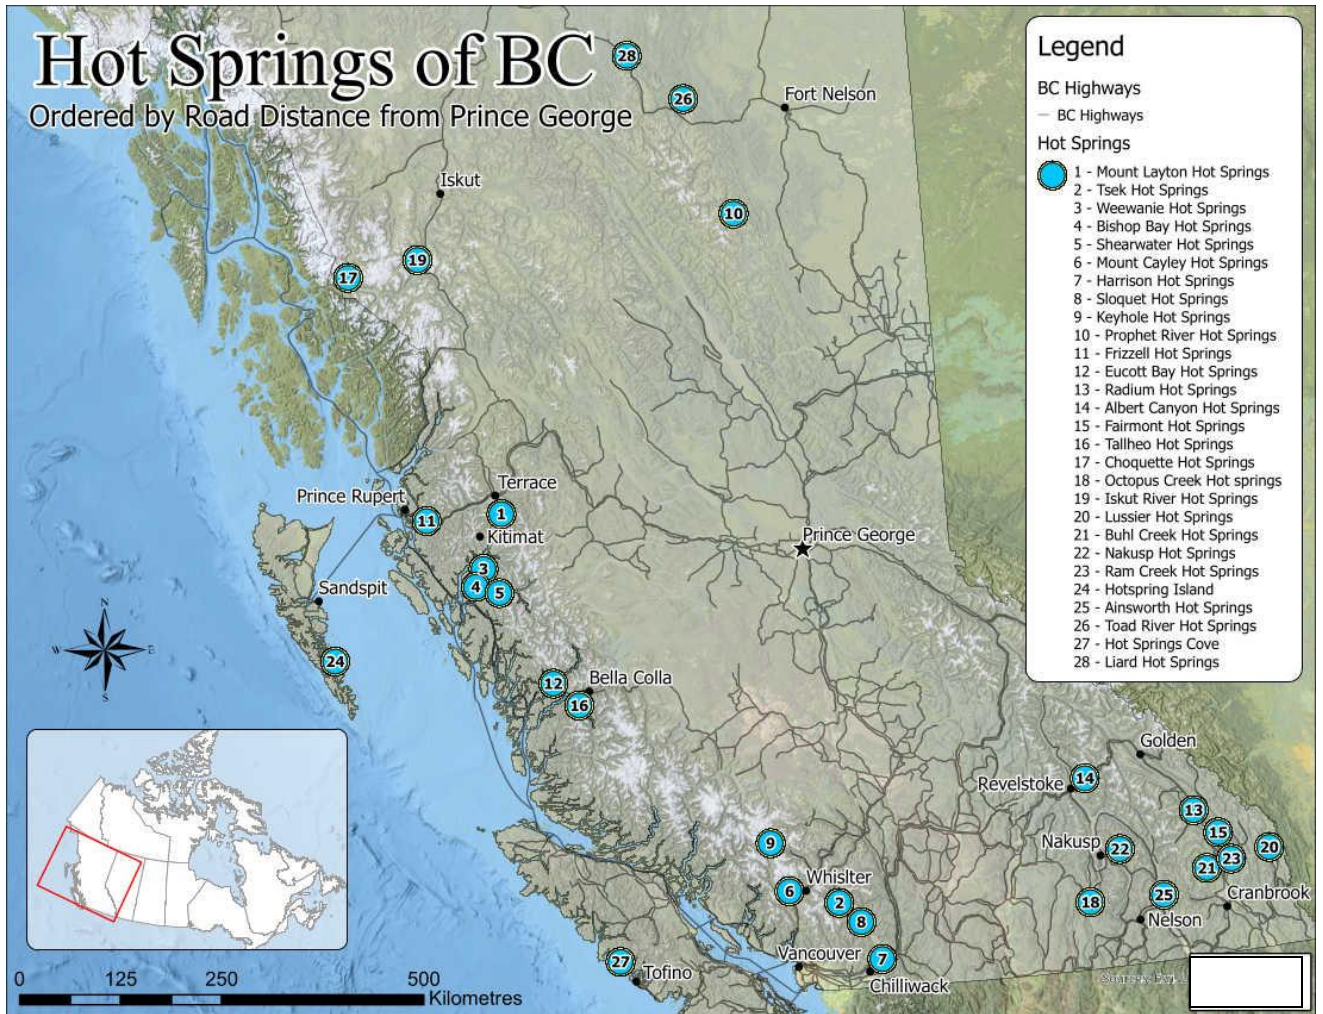 Hot Springs of BC
Ordered by Road Distance from Prince George
Legend
BC Highways
BC Highways
Hot Springs
1 - Mount Layton Hot Springs
2 - Tsek Hot Springs
3 - Weewanie Hot Springs
4 - Bishop Bay Hot Springs
5 - Shearwater Hot Springs
6 - Mount Cayley Hot Springs
7 - Harrison Hot Springs
8 - Sloquet Hot Springs
9 - Keyhole Hot Springs
10 - Prophet River Hot Springs
11 - Frizzell Hot Springs
12 - Eucott Bay Hot Springs
13 - Radium Hot Springs
14 - Albert Canyon Hot Springs
15 - Fairmont Hot Springs
16 - Tallheo Hot Springs
17 - Choquette Hot Springs
18 - Octopus Creek Hot springs
19 - Iskut River Hot Springs
20 - Lussier Hot Springs
21 - Buhl Creek Hot Springs
22 - Nakusp Hot Springs
23 - Ram Creek Hot Springs
24 - Hotspring Island
25 - Ainsworth Hot Springs
26 - Toad River Hot Springs
27 - Hot Springs Cove
28 - Liard Hot Springs
28
26
Fort Nelson
Iskut
10
19
17
Terrace
Prince Rupert
1
11
Kitimat
Prince George
3
4
5
Sandspit
N
W
E
S
24
12
Bella Colla
16
Golden
Revelstoke
14
13
15
9
Nakusp
22
20
23
21
6
Whislter
2
18
25
Cranbrook
8
Nelson
27
Tofino
Vancouver
7
Chilliwack
0
125
250
500
Kilometres